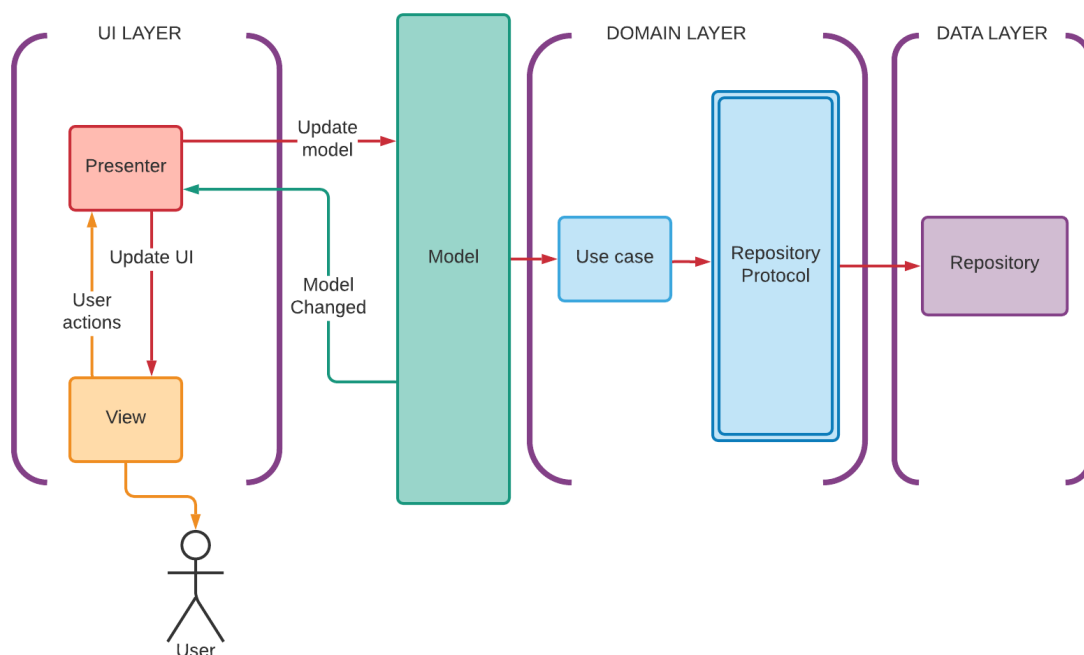 UI LAYER
DOMAIN LAYER
DATA LAYER
Presenter
Update
model
Update UI
User
actions
Model
Changed
View
Model
Use case
Repository
Protocol
Repository
User